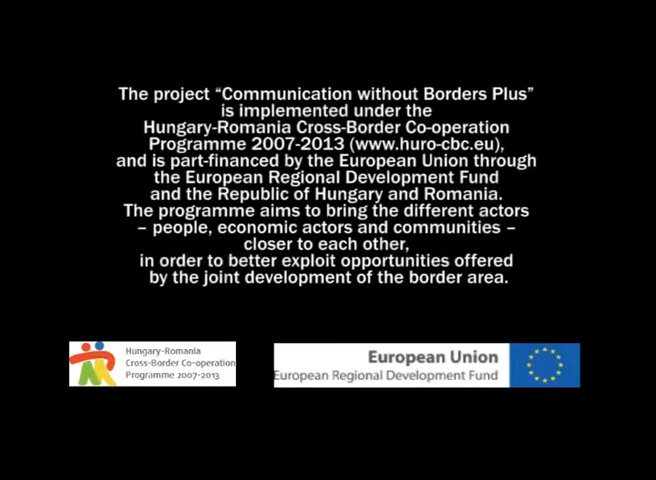 The project “Communication without Borders Plus”
is implemented under the
Hungary-Romania Cross-Border Co-operation
Programme 2007-2013 (www.huro-cbc.eu),
and is part-financed by the European Union through
the European Regional Development Fund
and the Republic of Hungary and Romania.
The programme aims to bring the different actors
– people, economic actors and communities –
closer to each other,
in order to better exploit opportunities offered
by the joint development of the border area.
Hungary-Romania
Cross-Border Co-operation
Programme 2007-2013
European Union
European Regional Development Fund